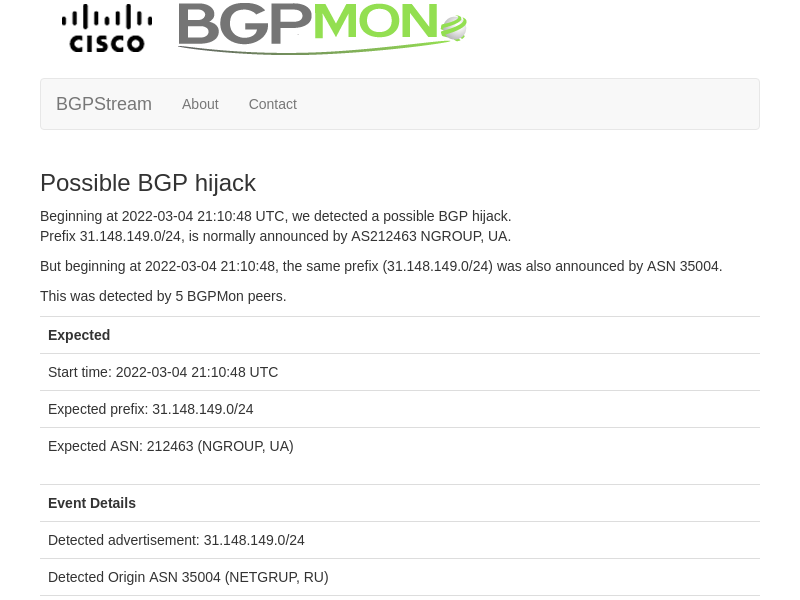 CISCO
BGPMON
BGPStream About Contact
Possible BGP hijack
Beginning at 2022-03-04 21:10:48 UTC, we detected a possible BGP hijack.
Prefix 31.148.149.0/24, is normally announced by AS212463 NGROUP, UA.
But beginning at 2022-03-04 21:10:48, the same prefix (31.148.149.0/24) was also announced by ASN 35004.
This was detected by 5 BGPMon peers.
Expected
Start time: 2022-03-04 21:10:48 UTC
Expected prefix: 31.148.149.0/24
Expected ASN: 212463 (NGROUP, UA)
Event Details
Detected advertisement: 31.148.149.0/24
Detected Origin ASN 35004 (NETGRUP, RU)